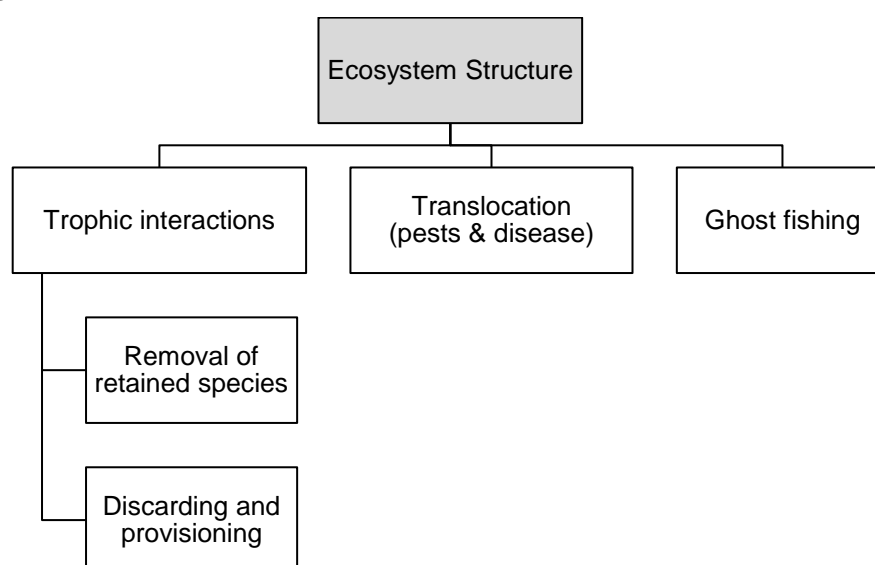 Ecosystem Structure
Trophic interactions
Translocation
(pests & disease)
Ghost fishing
Removal of
retained species
Discarding and
provisioning